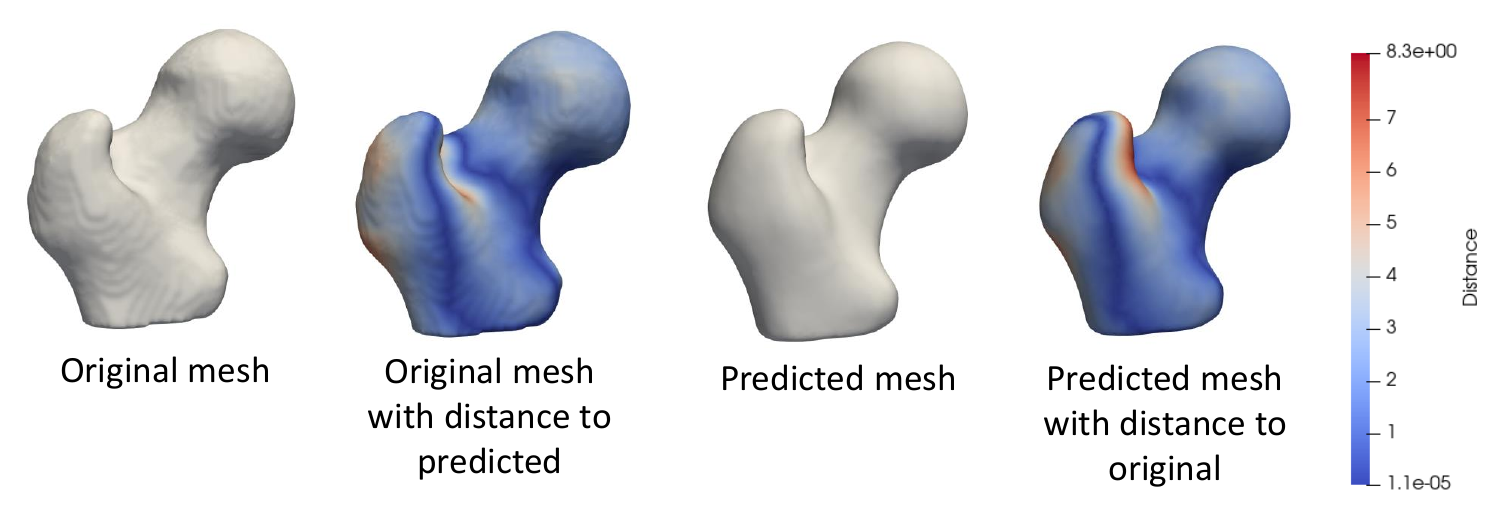 Original mesh
Original mesh
with distance to
predicted
Predicted mesh
Predicted mesh
with distance to
original
8.3e+00
7
6
5
4
3
2
1
1.1e-05
Distance